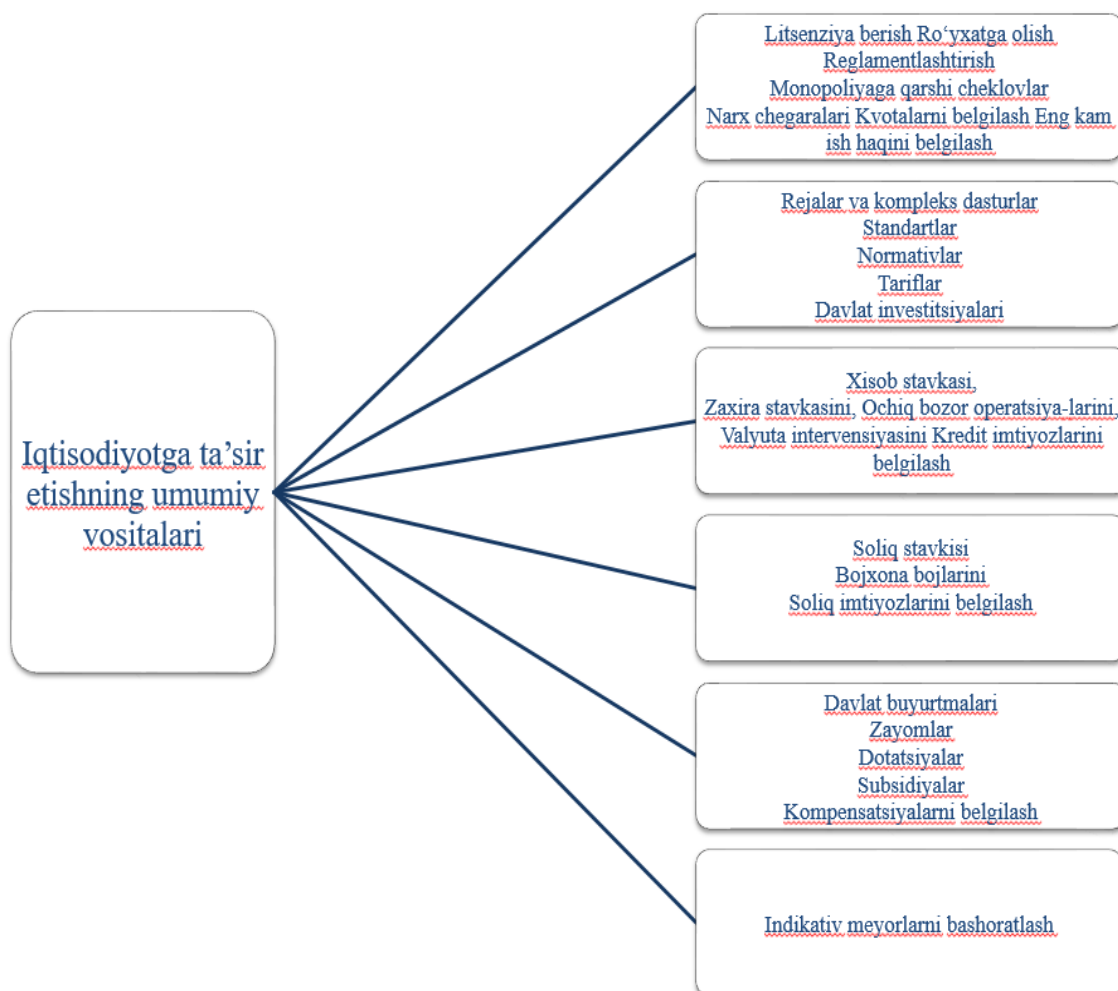 Litsenziya berish Ro‘yxatga olish
Reglamentlashtirish
Monopoliyaga qarshi cheklovlar
Narx chegaralari Kvotalarni belgilash Eng kam
ish haqini belgilash
Rejalar va kompleks dasturlar
Standartlar
Normativlar
Tariflar
Davlat investitsiyalari
Iqtisodiyotga ta’sir
etishning umumiy
vositalari
Xisob stavkasi,
Zaxira stavkasini, Ochiq bozor operatsiya-larini,
Valyuta intervensiyasini Kredit imtiyozlarini
belgilash
Soliq stavkisi
Bojxona bojlarini
Soliq imtiyozlarini belgilash
Davlat buyurtmalari
Zayomlar
Dotatsiyalar
Subsidiyalar
Kompensatsiyalarni belgilash
Indikativ meyorlarni bashoratlash